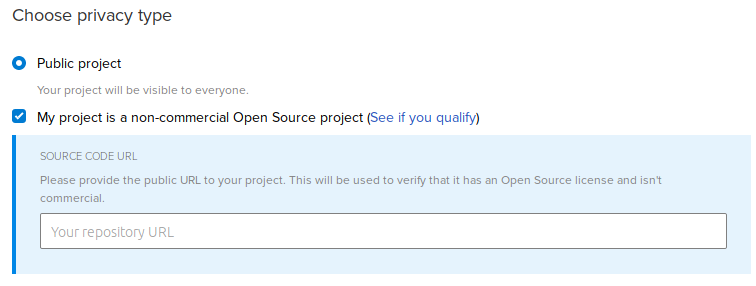 Choose privacy type
Public project
Your project will be visible to everyone.
My project is a non-commercial Open Source project (See if you qualify)
SOURCE CODE URL
Please provide the public URL to your project. This will be used to verify that it has an Open Source license and isn't
commercial.
Your repository URL